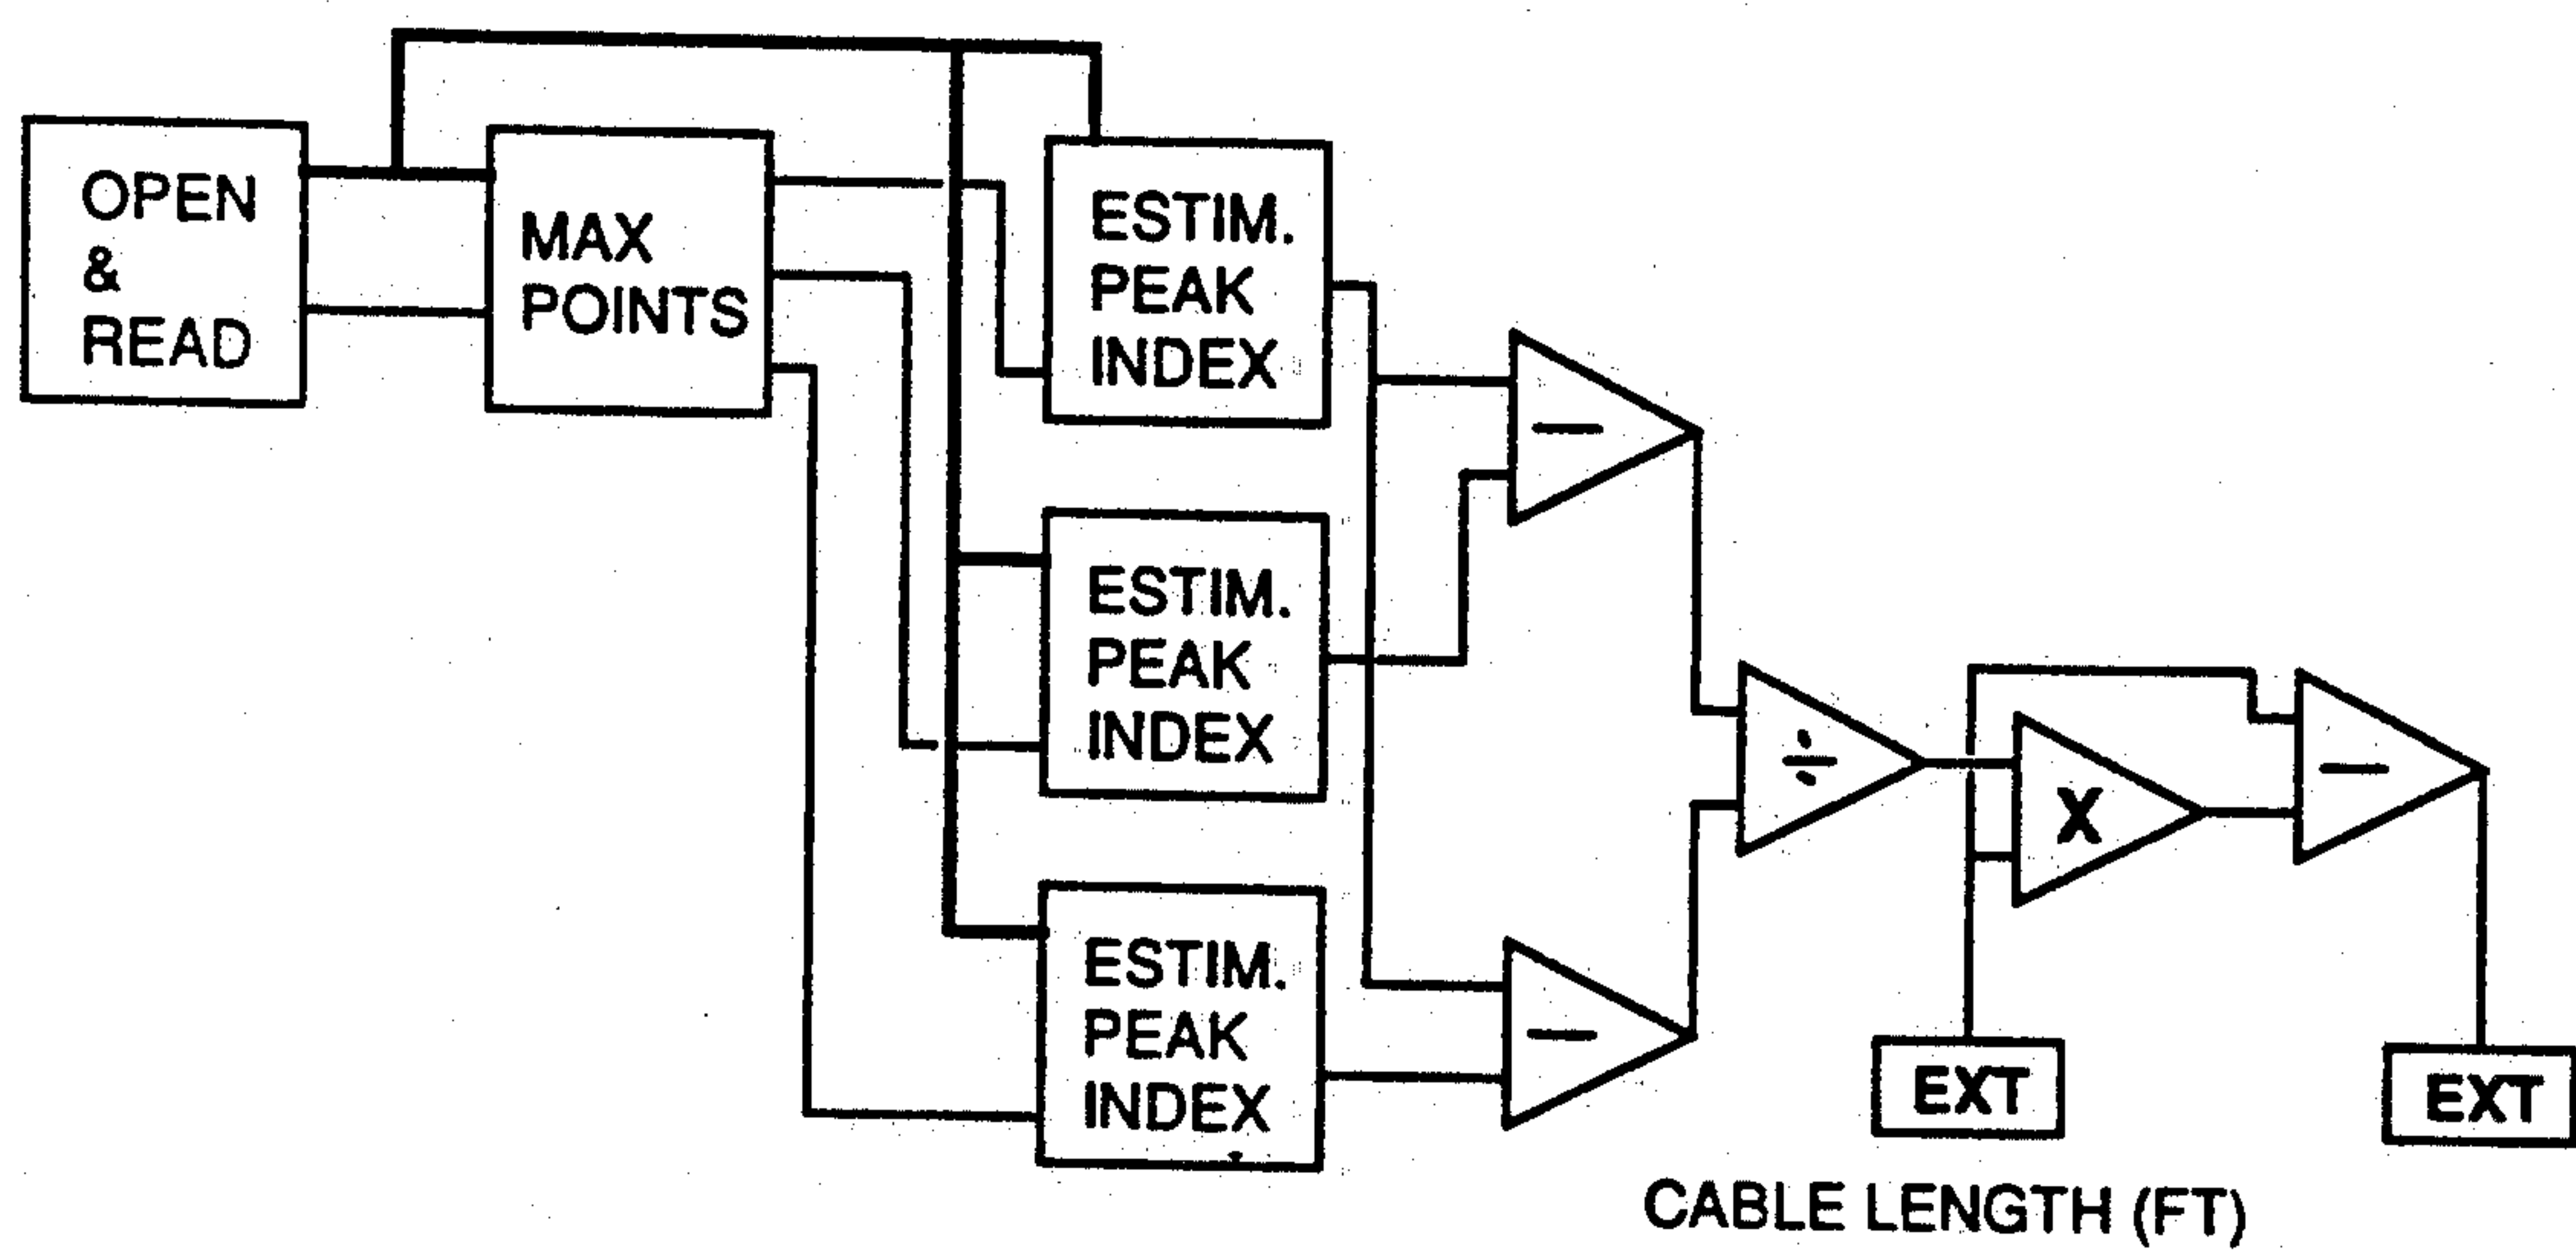 OPEN
&
READ
MAX
POINTS
ESTIM.
PEAK
INDEX
ESTIM.
PEAK
INDEX
ESTIM.
PEAK
INDEX
—
—
÷
X
—
EXT
EXT
CABLE LENGTH (FT)